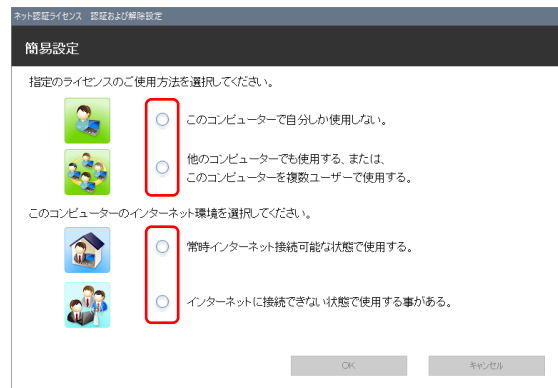 ネット認証ライセンス 認証および解除設定
簡易設定
指定のライセンスのご使用方法を選択してください。
このコンピューターで自分しか使用しない。
他のコンピューターでも使用する、または、
このコンピューターを複数ユーザーで使用する。
このコンピューターのインターネット環境を選択してください。
常時インターネット接続可能な状態で使用する。
インターネットに接続できない状態で使用する事がある。
OK
キャンセル